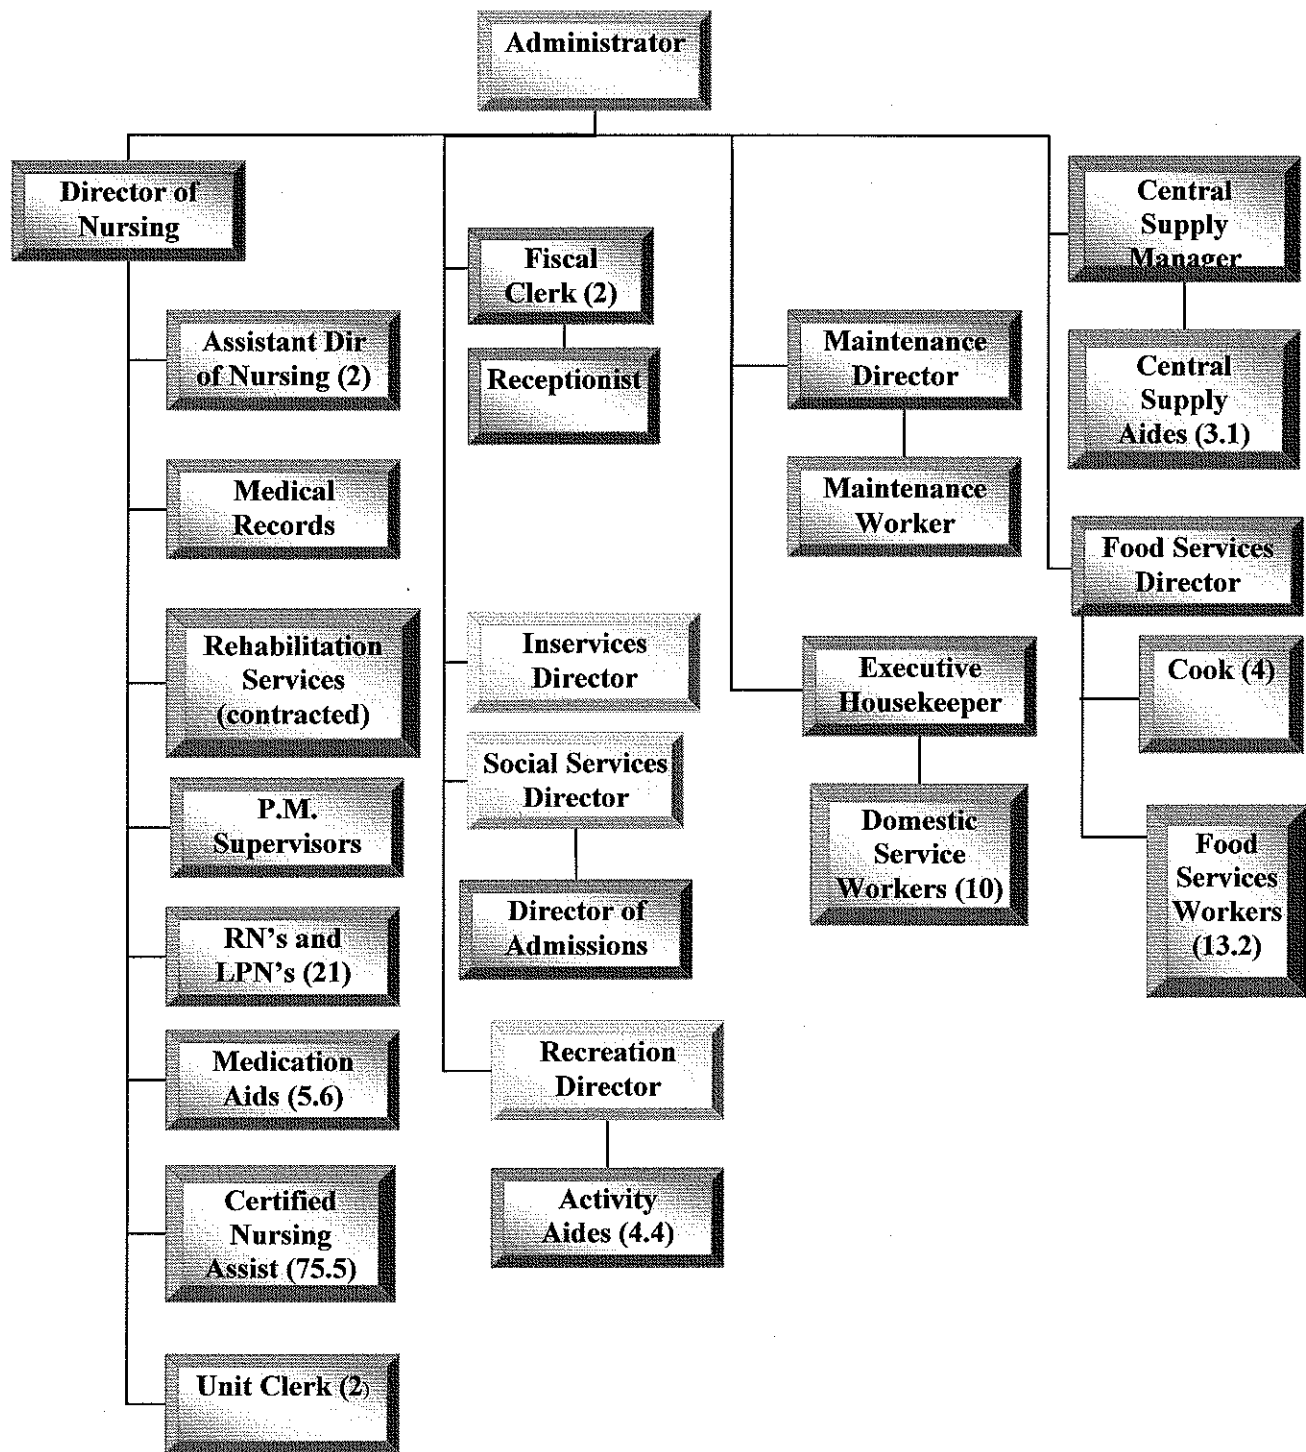 Administrator
Director of
Nursing
Assistant Dir
of Nursing (2)
Medical
Records
Rehabilitation
Services
(contracted)
P.M.
Supervisors
RN’s and
LPN’s (21)
Medication
Aids (5.6)
Certified
Nursing
Assist (75.5)
Unit Clerk (2)
Fiscal
Clerk (2)
Receptionist
Inservices
Director
Social Services
Director
Director of
Admissions
Recreation
Director
Activity
Aides (4.4)
Maintenance
Director
Maintenance
Worker
Executive
Housekeeper
Domestic
Service
Workers (10)
Central
Supply
Manager
Central
Supply
Aides (3.1)
Food Services
Director
Cook (4)
Food
Services
Workers
(13.2)